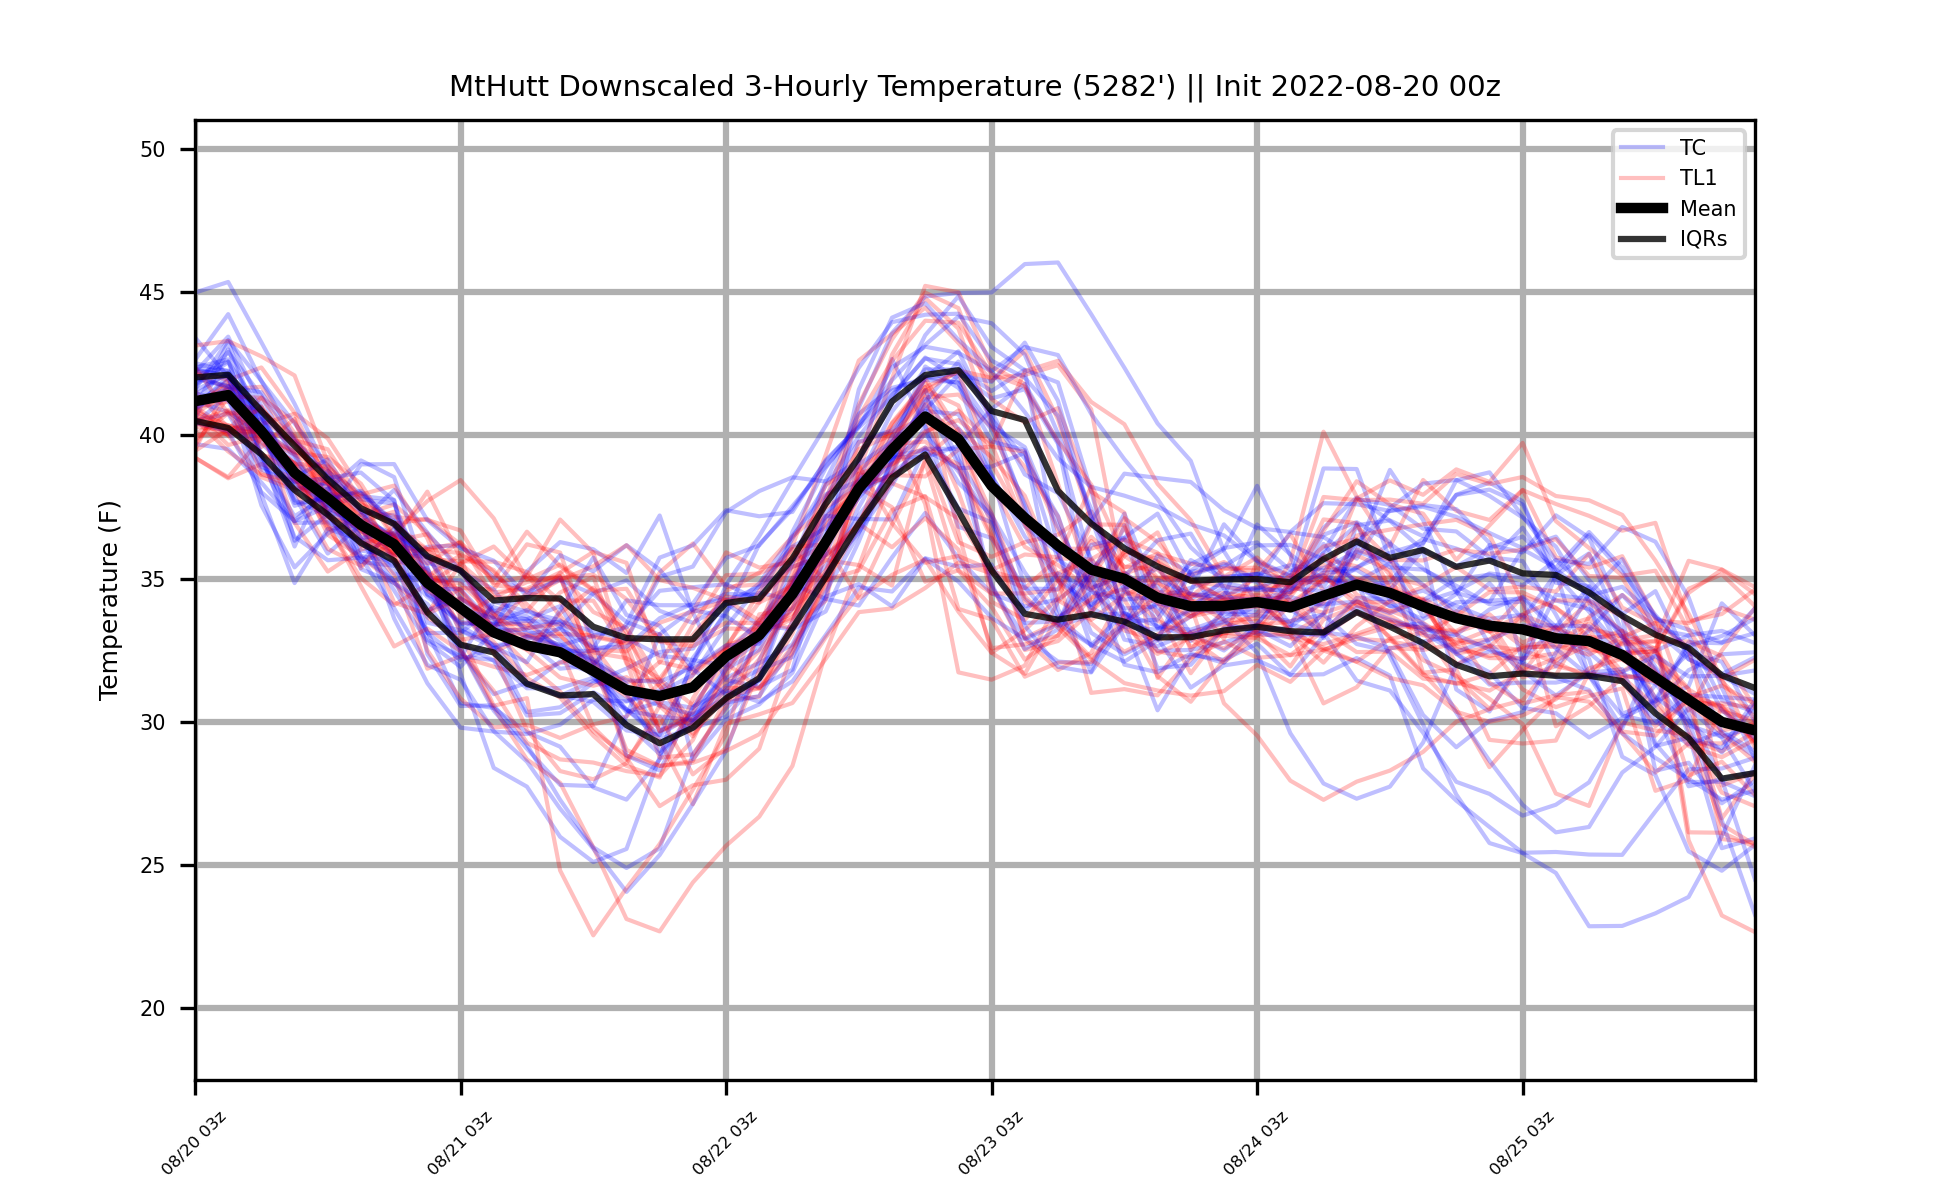 MtHutt Downscaled 3-Hourly Temperature (5282') || Init 2022-08-20 00z
TC
TL1
Mean
IQRs
Temperature (F)
50
45
40
35
30
25
20
08/20 03z
08/21 03z
08/22 03z
08/23 03z
08/24 03z
08/25 03z